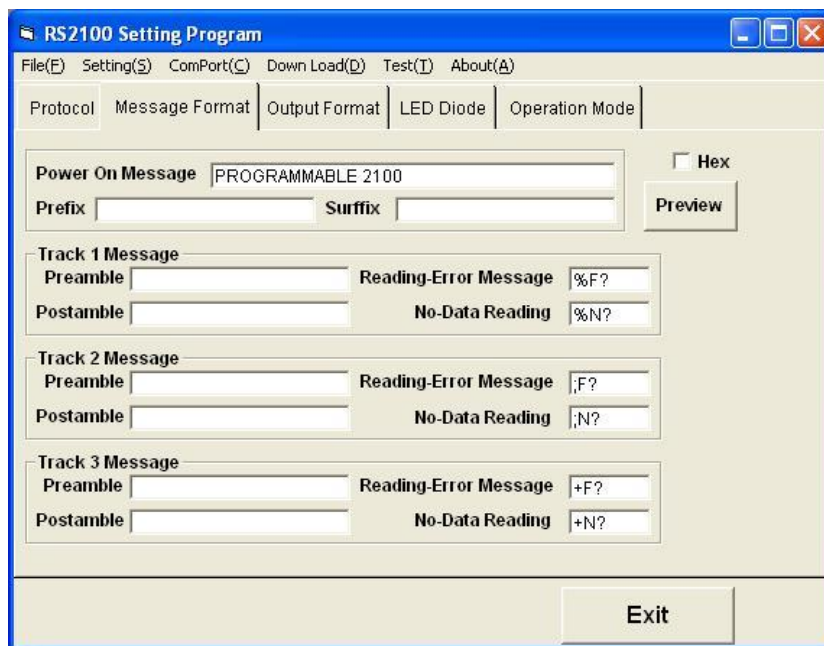 RS2100 Setting Program
File(F) Setting(S) ComPort(C) Down Load(D) Test(T) About(A)
Protocol Message Format Output Format LED Diode Operation Mode
Power On Message PROGRAMMABLE 2100
Hex
Prefix Surffix
Preview
Track 1 Message
Preamble Reading-Error Message %F?
Postamble No-Data Reading %N?
Track 2 Message
Preamble Reading-Error Message ;F?
Postamble No-Data Reading ;N?
Track 3 Message
Preamble Reading-Error Message +F?
Postamble No-Data Reading +N?
Exit